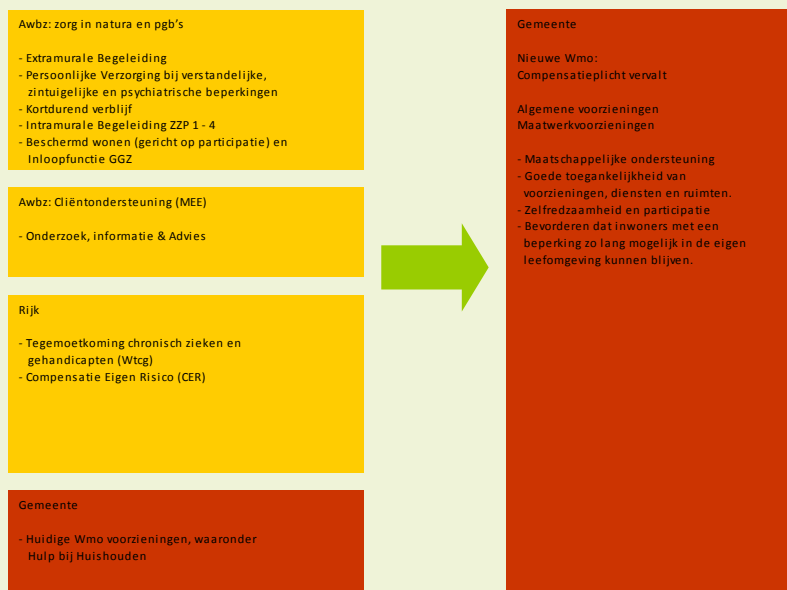 Awbz: zorg in natura en pgb's
- Extramurale Begeleiding
- Persoonlijke Verzorging bij verstandelijke,
zintuigelijke en psychiatrische beperkingen
- Kortdurend verblijf
- Intramurale Begeleiding ZZP 1 - 4
- Beschermd wonen (gericht op participatie) en
Inloopfunctie GGZ
Awbz: Cliëntondersteuning (MEE)
- Onderzoek, informatie & Advies
Rijk
- Tegemoetkoming chronisch zieken en
gehandicapten (Wtcg)
- Compensatie Eigen Risico (CER)
Gemeente
- Huidige Wmo voorzieningen, waaronder
Hulp bij Huishouden
Gemeente
Nieuwe Wmo:
Compensatieplicht vervalt
Algemene voorzieningen
Maatwerkvoorzieningen
- Maatschappelijke ondersteuning
- Goede toegankelijkheid van
voorzieningen, diensten en ruimten.
- Zelfredzaamheid en participatie
- Bevorderen dat inwoners met een
beperking zo lang mogelijk in de eigen
leefomgeving kunnen blijven.